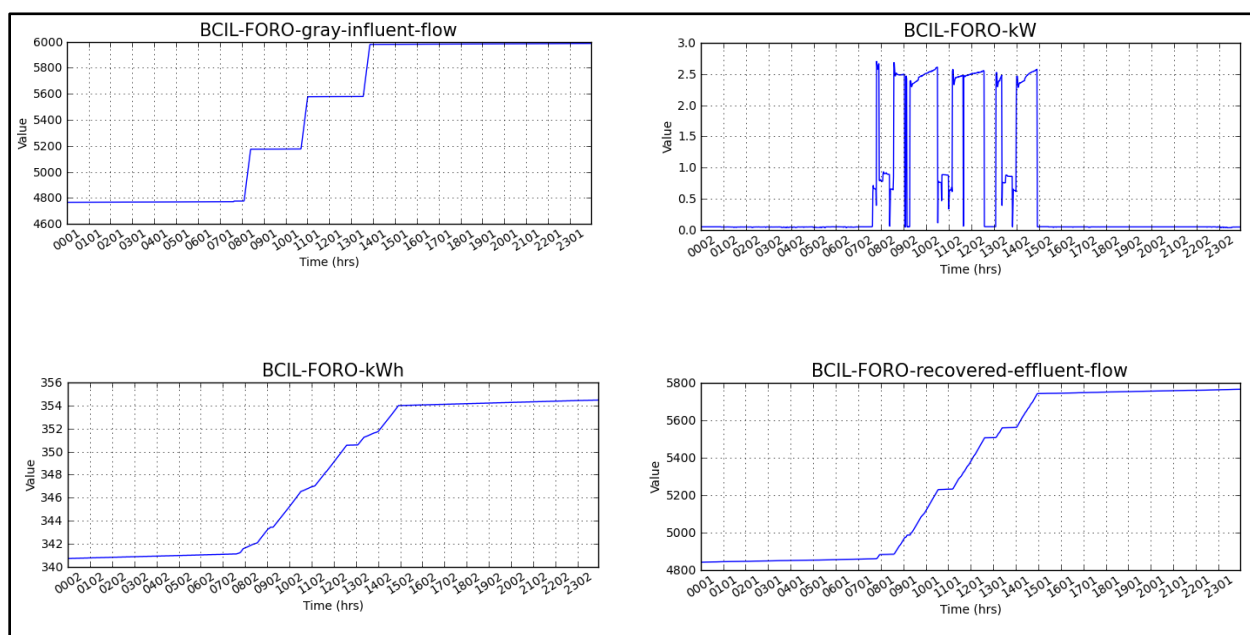 BCIL-FORO-gray-influent-flow
6000
5800
5600
5400
5200
5000
4800
4600
Value
0001 0101 0201 0301 0401 0501 0601 0701 0801 0901 1001 1101 1201 1301 1401 1501 1601 1701 1801 1901 2001 2101 2201 2301
Time (hrs)
BCIL-FORO-kW
3.0
2.5
2.0
1.5
1.0
0.5
0.0
Value
0002 0102 0202 0302 0402 0502 0602 0702 0802 0902 1002 1102 1202 1302 1402 1502 1602 1702 1802 1902 2002 2102 2202 2302
Time (hrs)
BCIL-FORO-kWh
356
354
352
350
348
346
344
342
340
Value
0002 0102 0202 0302 0402 0502 0602 0702 0802 0902 1002 1102 1202 1302 1402 1502 1602 1702 1802 1902 2002 2102 2202 2302
Time (hrs)
BCIL-FORO-recovered-effluent-flow
5800
5600
5400
5200
5000
4800
Value
0001 0101 0201 0301 0401 0501 0601 0701 0801 0901 1001 1101 1201 1301 1401 1501 1601 1701 1801 1901 2001 2101 2201 2301
Time (hrs)